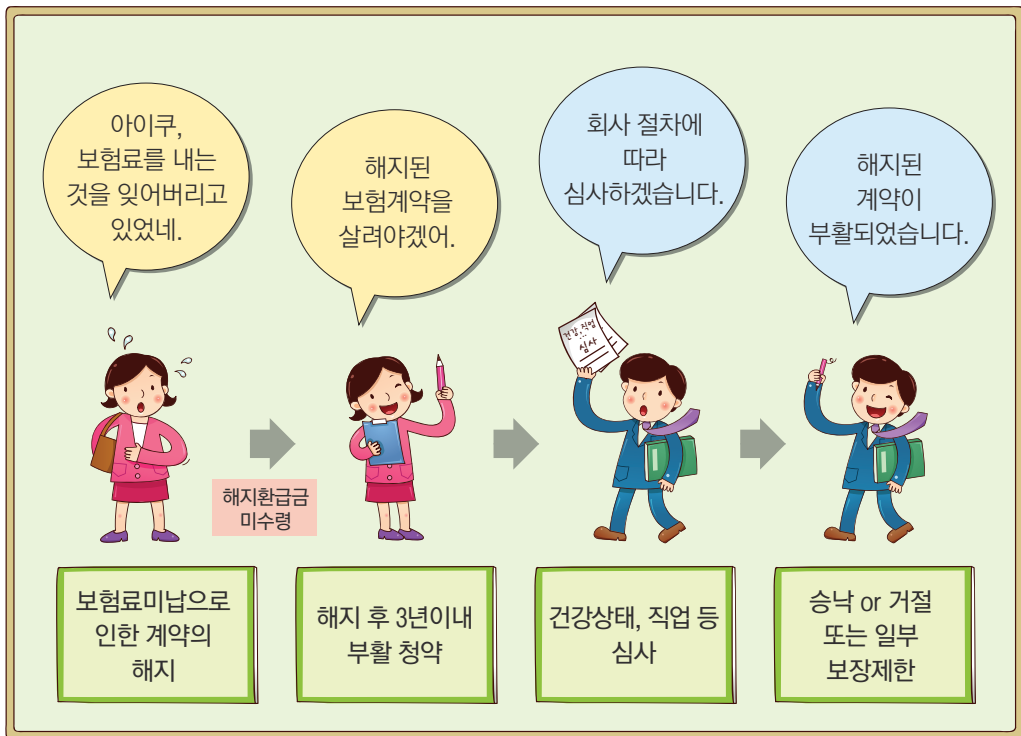 아이쿠,
보험료를 내는
것을 잊어버리고
있었네.
해지된
보험계약을
살려야겠어.
회사 절차에
따라
심사하겠습니다.
해지된
계약이
부활되었습니다.
건강, 직업
...
심사
해지환급금
미수령
보험료미납으로
인한 계약의
해지
해지 후 3년이내
부활 청약
건강상태, 직업 등
심사
승낙 or 거절
또는 일부
보장제한